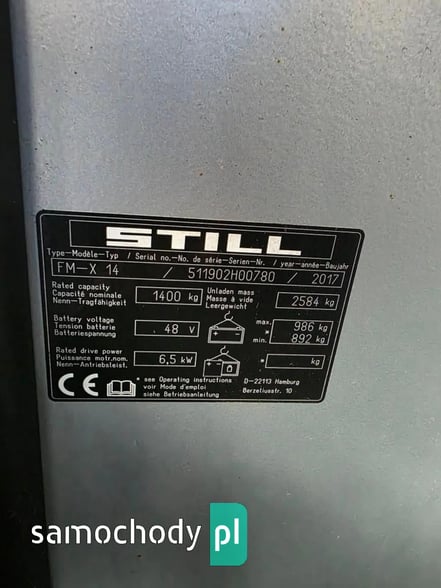 STILL
Type-Modèle-Typ / Serial no.-No. de série-Serien-Nr. / year-année-Baujahr
FM-X 14 / 511902H00780 / 2017
Rated capacity
Capacité nominale
Nenn-Tragfähigkeit
1400 kg
Unladen mass
Masse à vide
Leergewicht
2584 kg
Battery voltage
Tension batterie
Batteriespannung
48 V
max. 986 kg
*
min. 892 kg
Rated drive power
Puissance motr.nom.
Nenn-Antriebsleist.
6,5 kW
* kg
CE
* see Operating instructions
voir Mode d'emploi
siehe Betriebsanleitung
D-22113 Hamburg
Berzeliusstr. 10
samochody pl